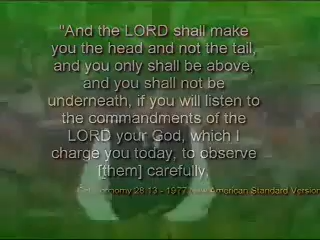 "And the LORD shall make
you the head and not the tail,
and you only shall be above,
and you shall not be
underneath, if you will listen to
the commandments of the
LORD your God, which I
charge you today, to observe
[them] carefully,
Deuteronomy 28:13 - 1977 New American Standard Version